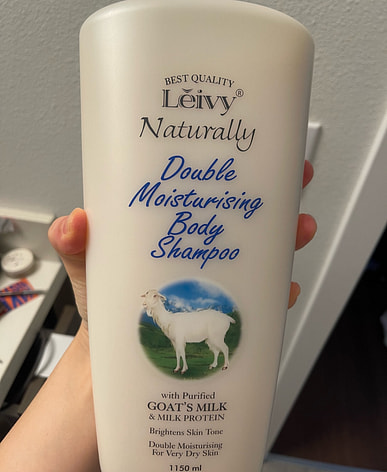 BEST QUALITY
Lĕivy®
Naturally
Double
Moisturising
Body
Shampoo
with Purified
GOAT'S MILK
& MILK PROTEIN
Brightens Skin Tone
Double Moisturising
For Very Dry Skin
1150 ml